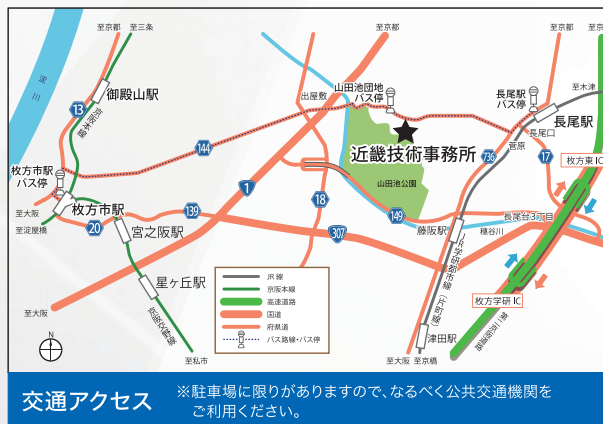 至京都
至三条
至京都
至京都
至京
淀川
13
京阪本線
御殿山駅
出屋敷
山田池団地
バス停
長尾駅
バス停
至木津
長尾駅
長尾口
菅原
144
近畿技術事務所
736
17
枚方東IC
枚方市駅
バス停
1
18
山田池公園
至大阪
枚方市駅
139
149
長尾台3丁目
至淀屋橋
20
宮之阪駅
307
藤阪駅
穂谷川
星ヶ丘駅
JR学研都市線(片町線)
枚方学研IC
京阪交野線
至大阪
JR線
京阪本線
高速道路
国道
府県道
バス路線・バス停
津田駅
第二京阪道路
N
至私市
至大阪
至京橋
交通アクセス
※駐車場に限りがありますので、なるべく公共交通機関を
ご利用ください。